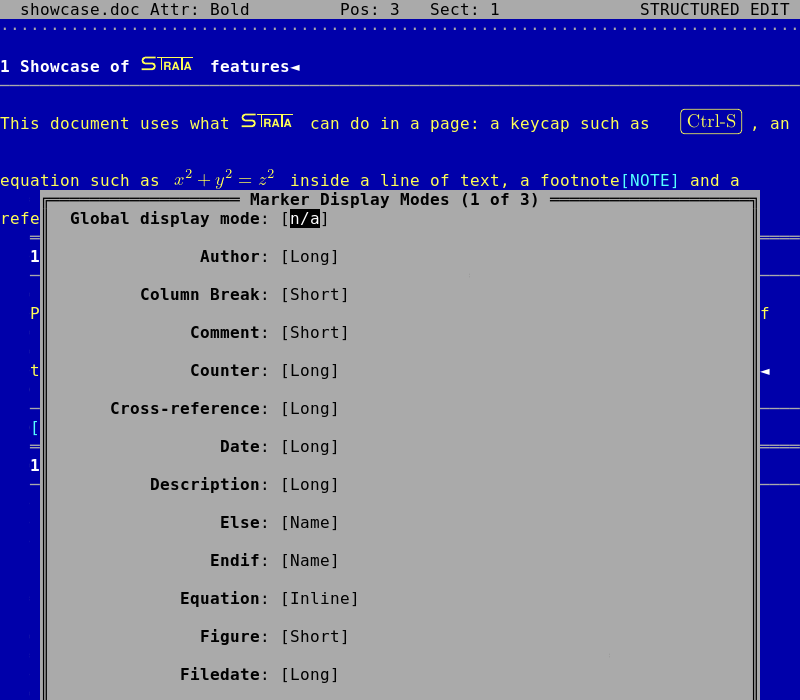 showcase.doc Attr: Bold Pos: 3 Sect: 1 STRUCTURED EDIT
1 Showcase of STRATA features◄
This document uses what STRATA can do in a page: a keycap such as Ctrl-S , an
equation such as x² + y² = z² inside a line of text, a footnote[NOTE] and a
refe
Marker Display Modes (1 of 3)
Global display mode: [n/a]
1
Author: [Long]
Column Break: [Short]
P f
Comment: [Short]
t ◄
Counter: [Long]
Cross-reference: [Long]
[
Date: [Long]
1
Description: [Long]
Else: [Name]
Endif: [Name]
Equation: [Inline]
Figure: [Short]
Filedate: [Long]